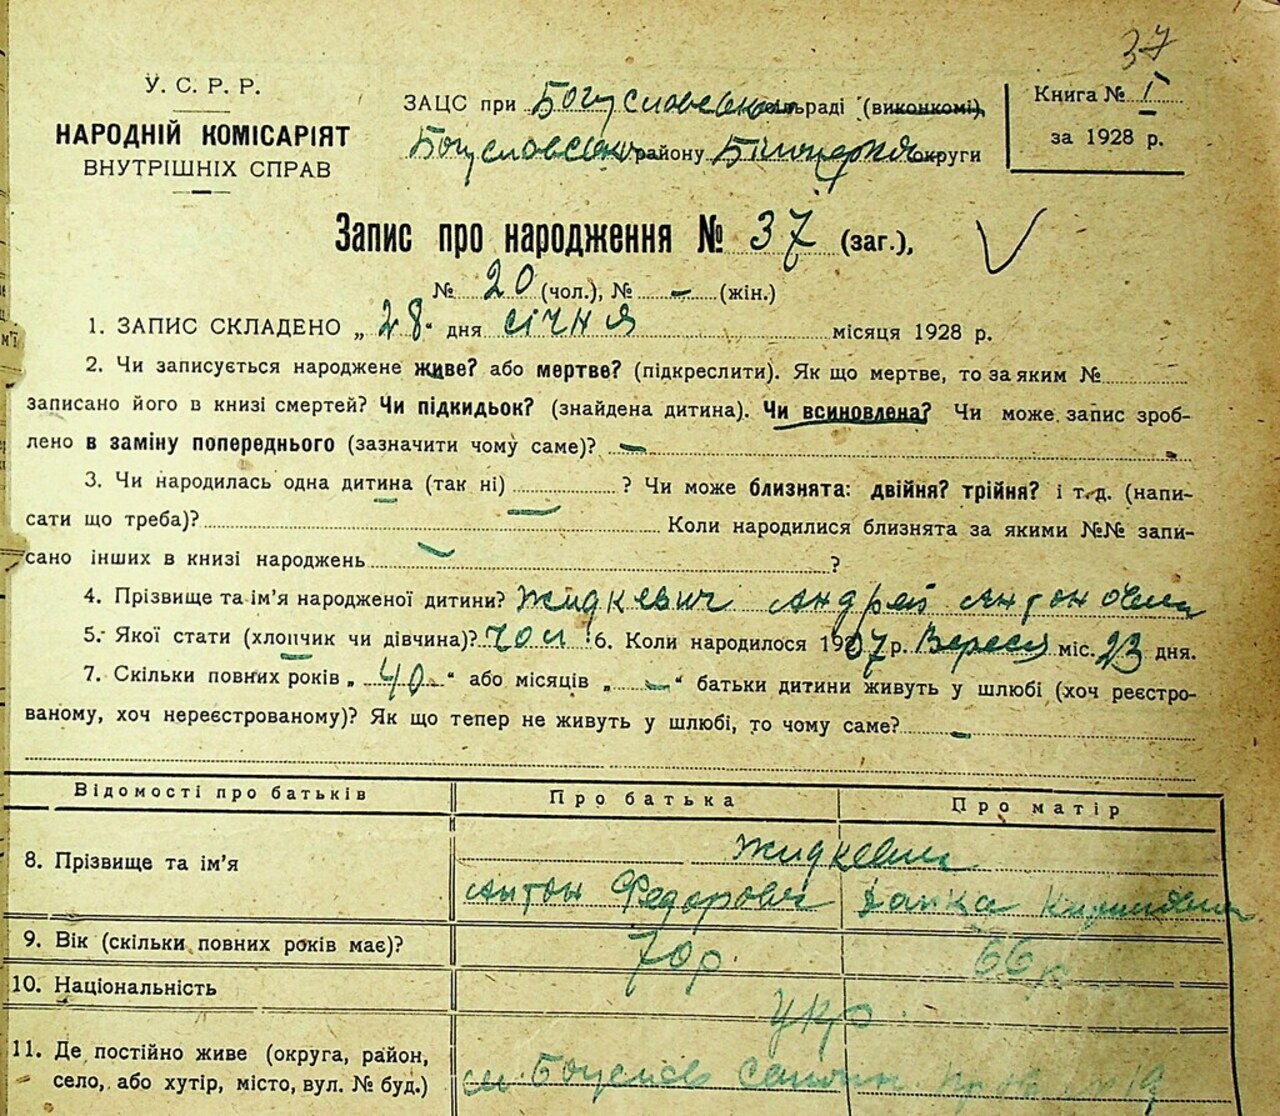 37
У. С. Р. Р.
НАРОДНІЙ КОМІСАРІЯТ
ВНУТРІШНІХ СПРАВ
ЗАЦС при Богуславській сільраді (виконкомі),
Богуславського району Білоцерків округи
Книга № I
за 1928 р.
Запис про народження № 37 (заг.),
№ 20 (чол.), № - (жін.)
1. ЗАПИС СКЛАДЕНО „ 28 " дня січня місяця 1928 р.
2. Чи записується народжене живе? або мертве? (підкреслити). Як що мертве, то за яким №
записано його в книзі смертей? Чи підкидьок? (знайдена дитина). Чи всиновлена? Чи може запис зроб-
лено в заміну попереднього (зазначити чому саме)? -
3. Чи народилась одна дитина (так ні) ? Чи може близнята: двійня? трійня? і т.д. (напи-
сати що треба)? Коли народилися близнята за якими №№ запи-
сано інших в книзі народжень ?
4. Прізвище та ім'я народженої дитини? Жидкевич Андрей Антонович
5. Якої стати (хлопчик чи дівчина)? чол 6. Коли народилося 1907 р. Вересня міс. 23 дня.
7. Скільки повних років „ 40 " або місяців „ - " батьки дитини живуть у шлюбі (хоч реєстро-
ваному, хоч нереєстрованому)? Як що тепер не живуть у шлюбі, то чому саме? -
Відомості про батьків Про батька Про матір
8. Прізвище та ім'я Жидкевич
Антон Федорович
9. Вік (скільки повних років має)? 70 р. 66 р
10. Національність укр.
11. Де постійно живе (округа, район,
село, або хутір, місто, вул. № буд.) м. Богуслав